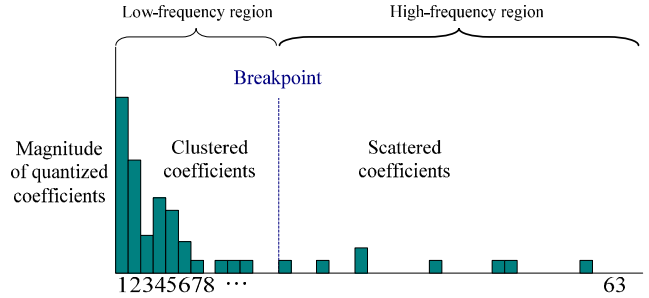 Low-frequency region
High-frequency region
Breakpoint
Magnitude
of quantized
coefficients
Clustered
coefficients
Scattered
coefficients
12345678 ... 63